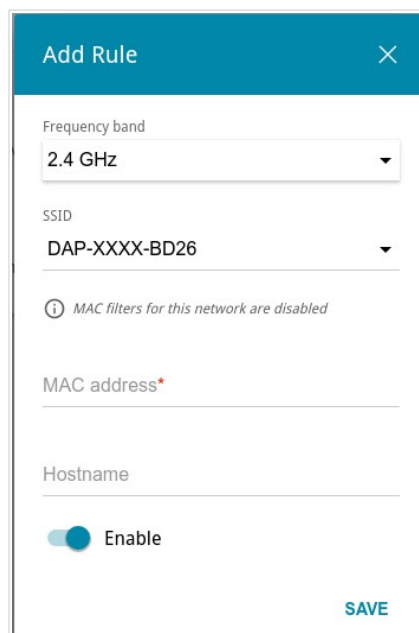 Add Rule
Frequency band
2.4 GHz
SSID
DAP-XXXX-BD26
MAC filters for this network are disabled
MAC address*
Hostname
Enable
SAVE